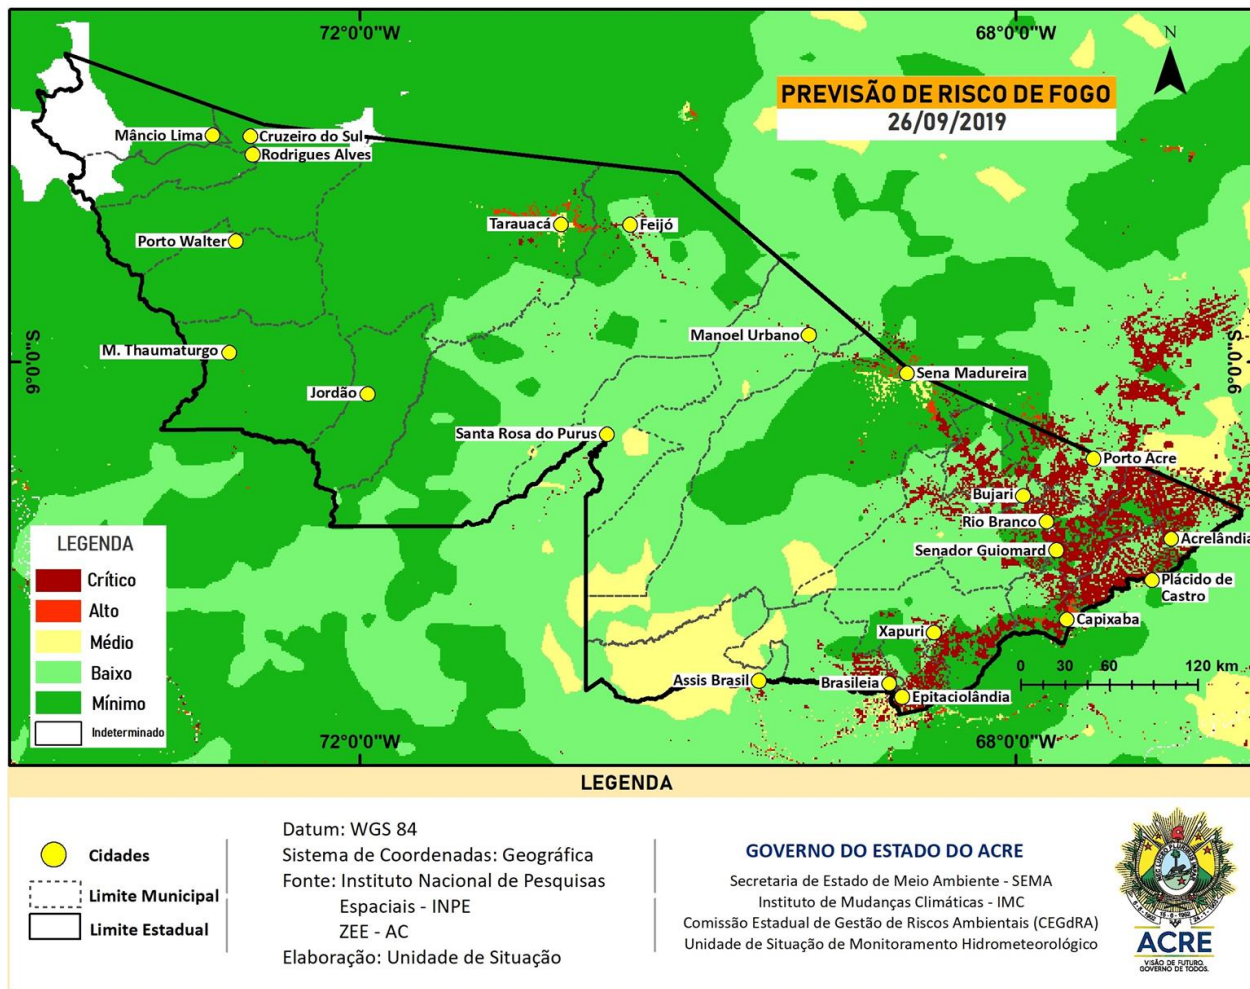 72°0'0"W
68°0'0"W
N
PREVISÃO DE RISCO DE FOGO
26/09/2019
Mâncio Lima
Cruzeiro do Sul
Rodrigues Alves
Tarauacá
Feijó
Porto Walter
Manoel Urbano
9°0'0"S
9°0'0"S
M. Thaumaturgo
Sena Madureira
Jordão
Santa Rosa do Purus
Porto Acre
Bujari
Rio Branco
Acrelândia
Senador Guiomard
Plácido de
Castro
Capixaba
Xapuri
Assis Brasil
Brasileia
Epitaciolândia
0 30 60 120 km
LEGENDA
Crítico
Alto
Médio
Baixo
Mínimo
Indeterminado
72°0'0"W
68°0'0"W
LEGENDA
Cidades
Limite Municipal
Limite Estadual
Datum: WGS 84
Sistema de Coordenadas: Geográfica
Fonte: Instituto Nacional de Pesquisas
Espaciais - INPE
ZEE - AC
Elaboração: Unidade de Situação
GOVERNO DO ESTADO DO ACRE
Secretaria de Estado de Meio Ambiente - SEMA
Instituto de Mudanças Climáticas - IMC
Comissão Estadual de Gestão de Riscos Ambientais (CEGdRA)
Unidade de Situação de Monitoramento Hidrometeorológico
ACRE
VISÃO DE FUTURO.
GOVERNO DE TODOS.